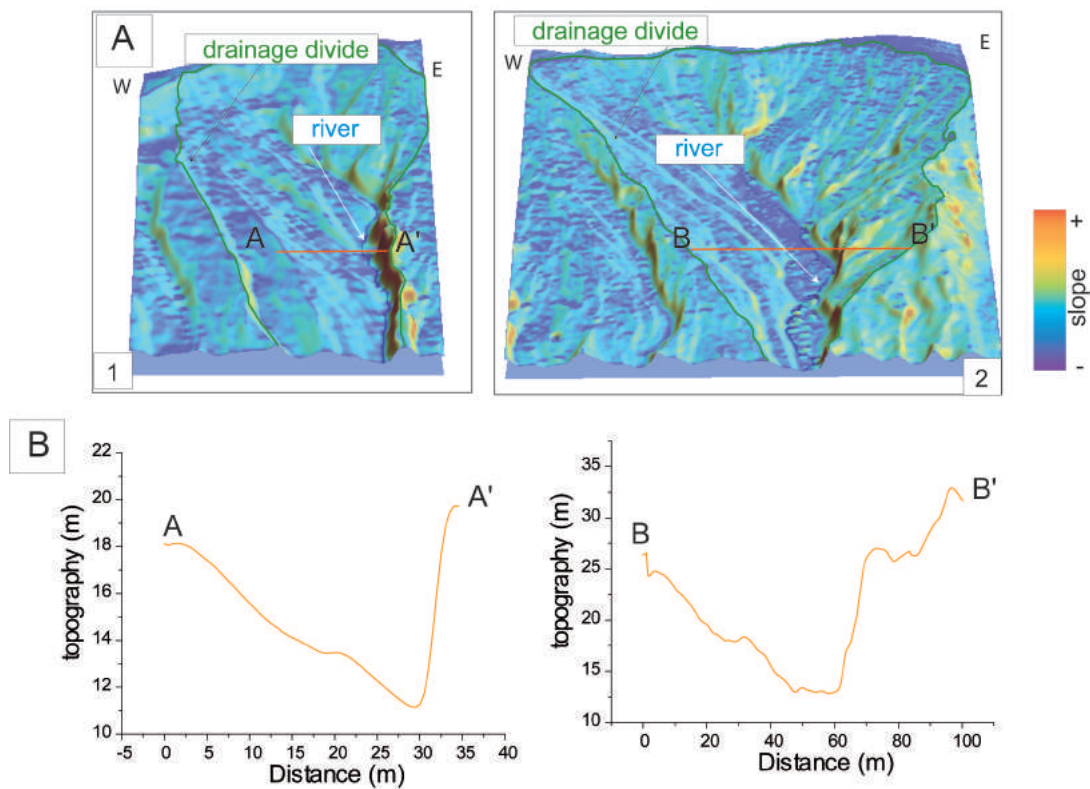 A
drainage divide
W
E
river
A
A'
1
drainage divide
W
E
river
B
B'
2
+
slope
-
B
22
20
18
16
14
12
10
-5
0
5
10
15
20
25
30
35
40
topography (m)
Distance (m)
A
A'
35
30
25
20
15
10
0
20
40
60
80
100
topography (m)
Distance (m)
B
B'